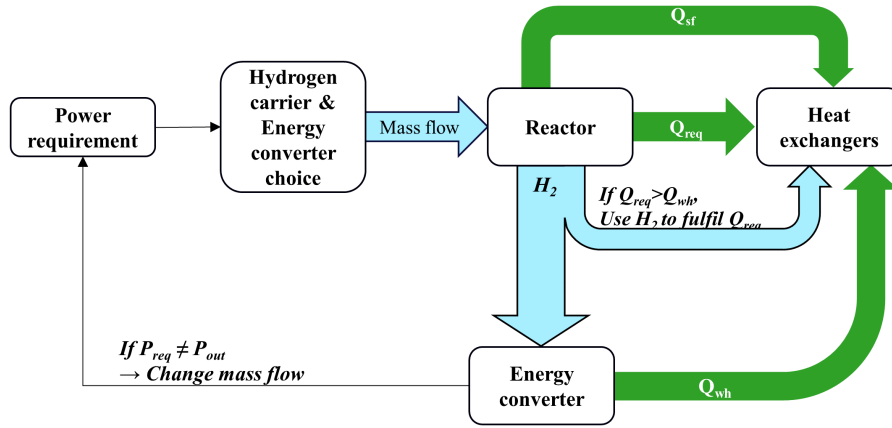 Q_sf
Hydrogen
carrier &
Energy
converter
choice
Power
requirement
Mass flow
Reactor
Q_req
Heat
exchangers
H_2
If Q_req>Q_wh,
Use H_2 to fulfil Q_req
If P_req ≠ P_out
→ Change mass flow
Energy
converter
Q_wh